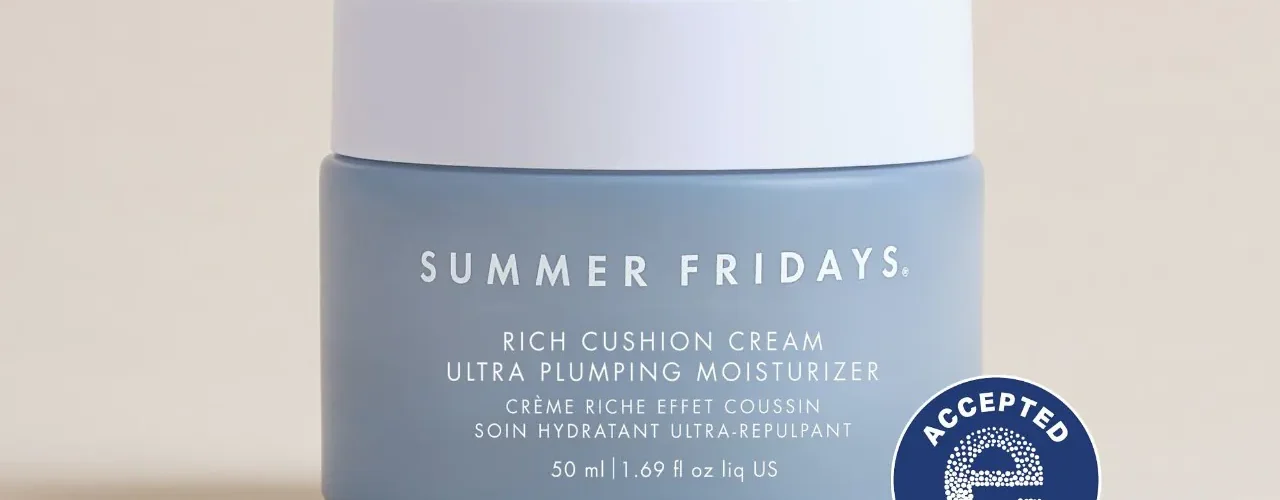 SUMMER FRIDAYS®
RICH CUSHION CREAM
ULTRA PLUMPING MOISTURIZER
CRÈME RICHE EFFET COUSSIN
SOIN HYDRATANT ULTRA-REPULPANT
50 ml | 1.69 fl oz liq US
ACCEPTED
e